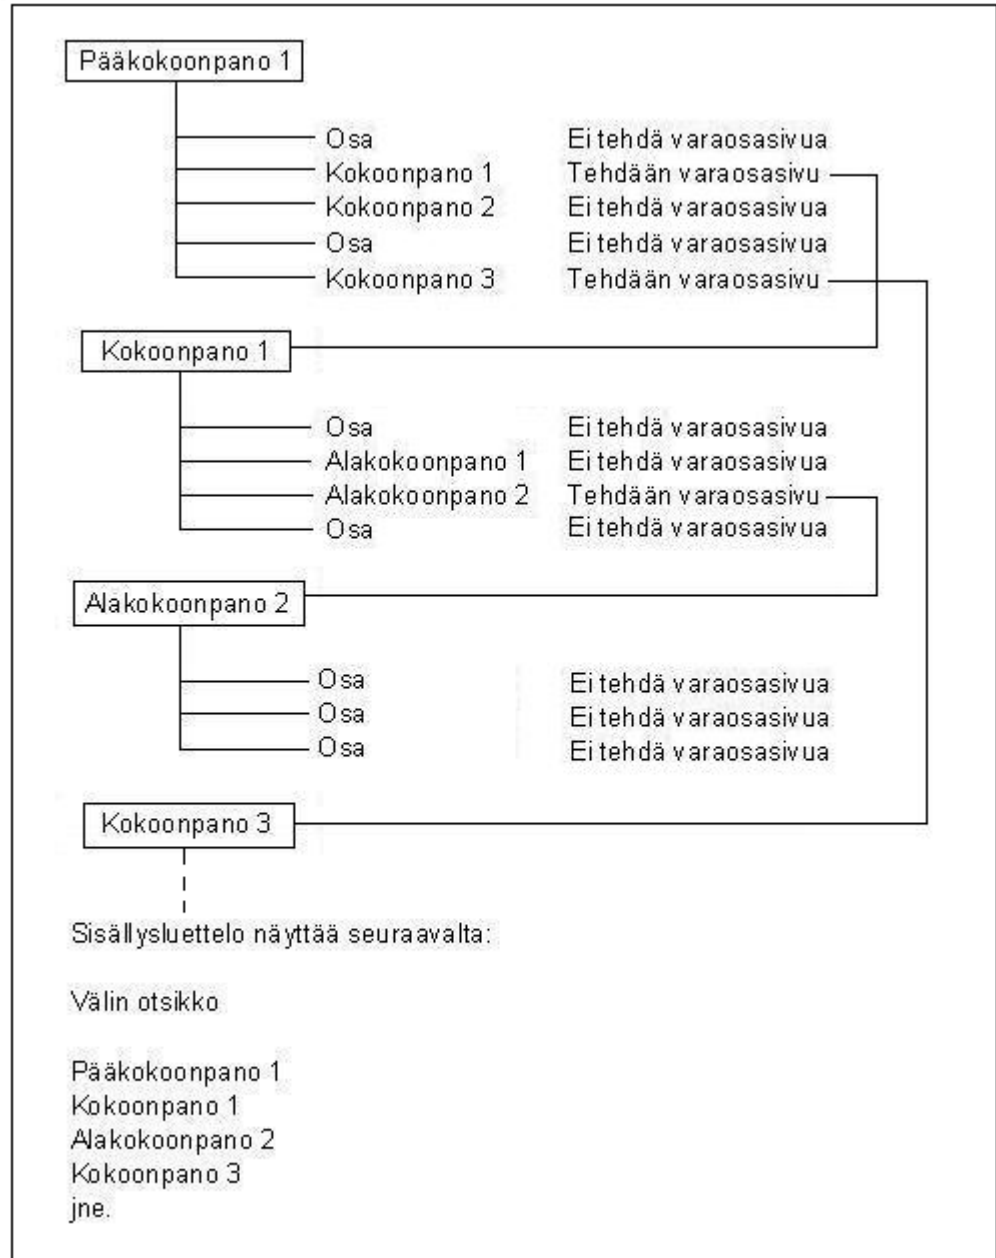 Pääkokoonpano 1
Osa Ei tehdä varaosasivua
Kokoonpano 1 Tehdään varaosasivu
Kokoonpano 2 Ei tehdä varaosasivua
Osa Ei tehdä varaosasivua
Kokoonpano 3 Tehdään varaosasivu
Kokoonpano 1
Osa Ei tehdä varaosasivua
Alakokoonpano 1 Ei tehdä varaosasivua
Alakokoonpano 2 Tehdään varaosasivu
Osa Ei tehdä varaosasivua
Alakokoonpano 2
Osa Ei tehdä varaosasivua
Osa Ei tehdä varaosasivua
Osa Ei tehdä varaosasivua
Kokoonpano 3
Sisällysluettelo näyttää seuraavalta:
Välin otsikko
Pääkokoonpano 1
Kokoonpano 1
Alakokoonpano 2
Kokoonpano 3
jne.